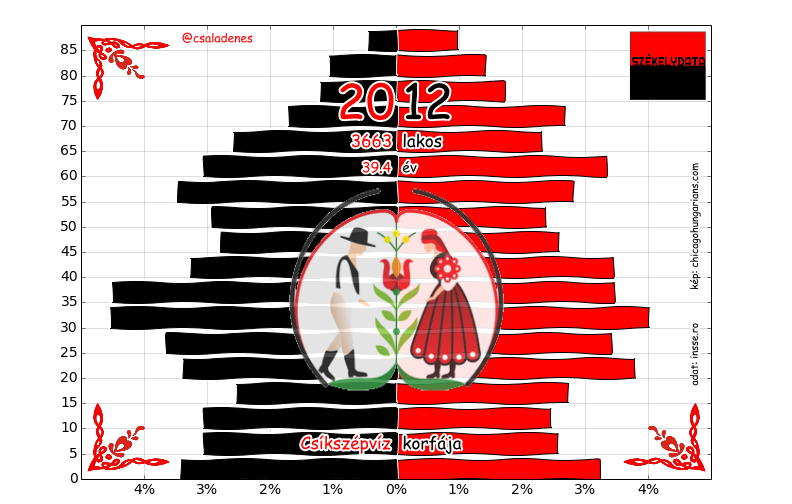 @csaladenes
SZÉKELYDATA
2012
3663 lakos
39.4 év
Csíkszépvíz korfája
kép: chicagohungarians.com
adat: insse.ro
85
80
75
70
65
60
55
50
45
40
35
30
25
20
15
10
5
0
4% 3% 2% 1% 0% 1% 2% 3% 4%